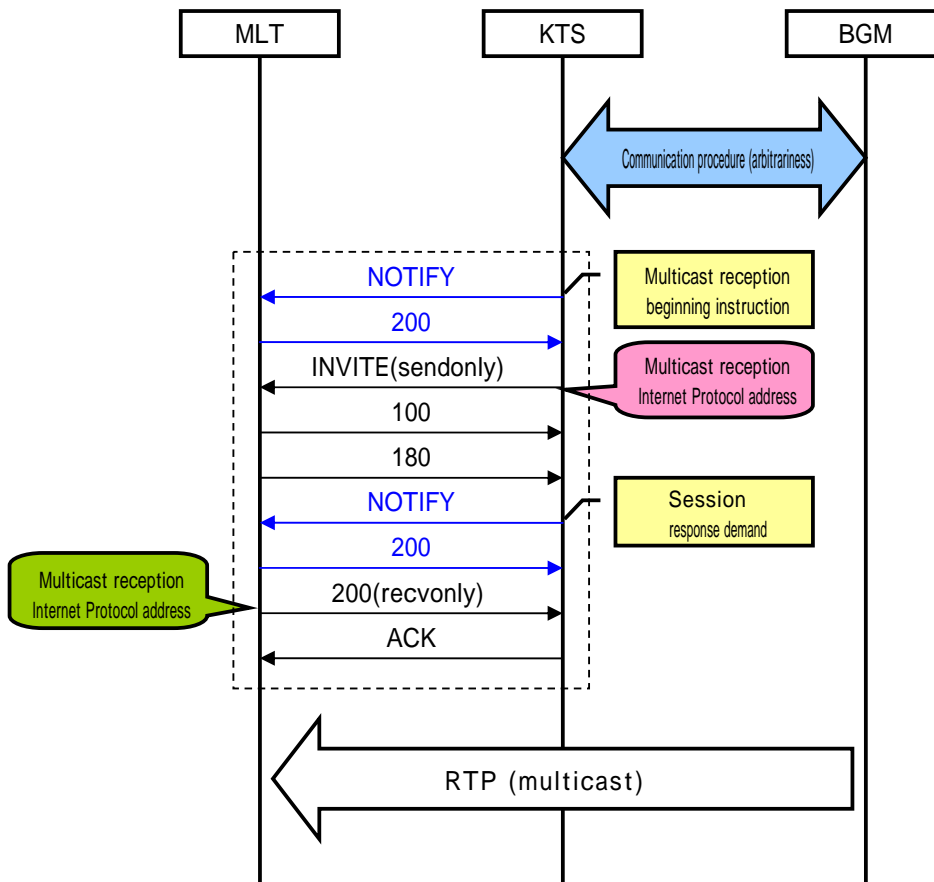 MLT
KTS
BGM
Communication procedure (arbitrariness)
NOTIFY
Multicast reception
beginning instruction
200
INVITE(sendonly)
Multicast reception
Internet Protocol address
100
180
NOTIFY
Session
response demand
200
Multicast reception
Internet Protocol address
200(recvonly)
ACK
RTP (multicast)